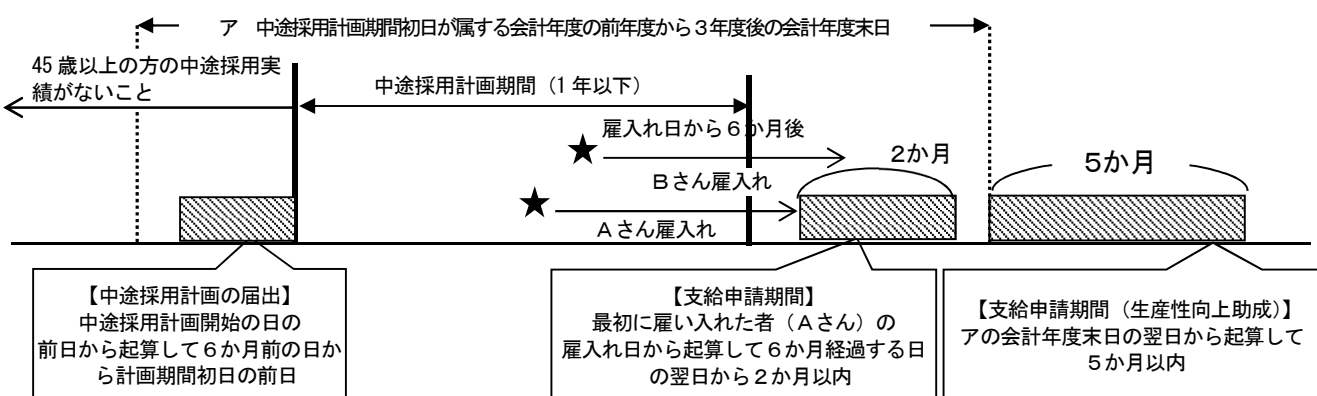 ア 中途採用計画期間初日が属する会計年度の前年度から3年度後の会計年度末日
45歳以上の方の中途採用実
績がないこと
中途採用計画期間（1年以下）
雇入れ日から6か月後
2か月
5か月
★
Bさん雇入れ
★
Aさん雇入れ
【中途採用計画の届出】
中途採用計画開始の日の
前日から起算して6か月前の日か
ら計画期間初日の前日
【支給申請期間】
最初に雇い入れた者（Aさん）の
雇入れ日から起算して6か月経過する日
の翌日から2か月以内
【支給申請期間（生産性向上助成）】
アの会計年度末日の翌日から起算して
5か月以内